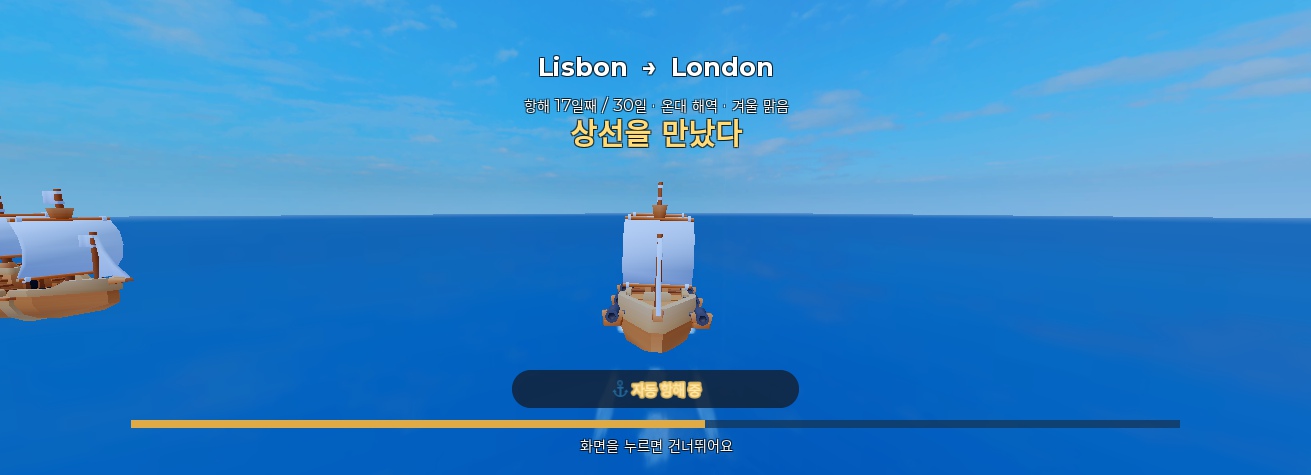 Lisbon → London
항해 17일째 / 30일 · 온대 해역 · 겨울 맑음
상선을 만났다
⚓ 자동 항해 중
화면을 누르면 건너뛰어요